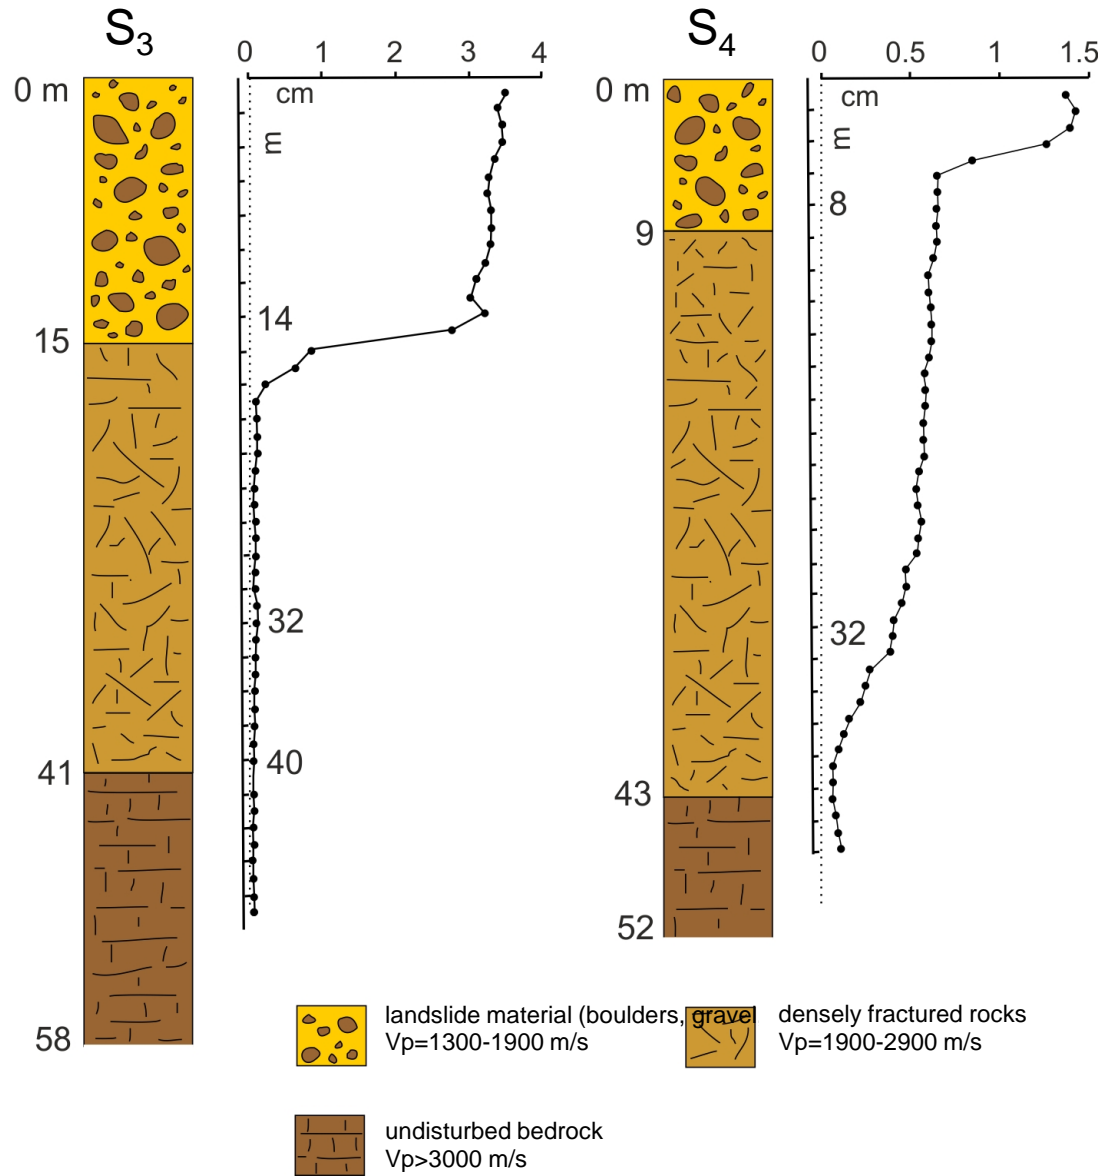 S3
0 1 2 3 4
cm
m
0 m
14
15
32
40
41
58
S4
0 0.5 1 1.5
cm
m
0 m
8
9
32
43
52
landslide material (boulders, gravel
Vp=1300-1900 m/s
densely fractured rocks
Vp=1900-2900 m/s
undisturbed bedrock
Vp>3000 m/s